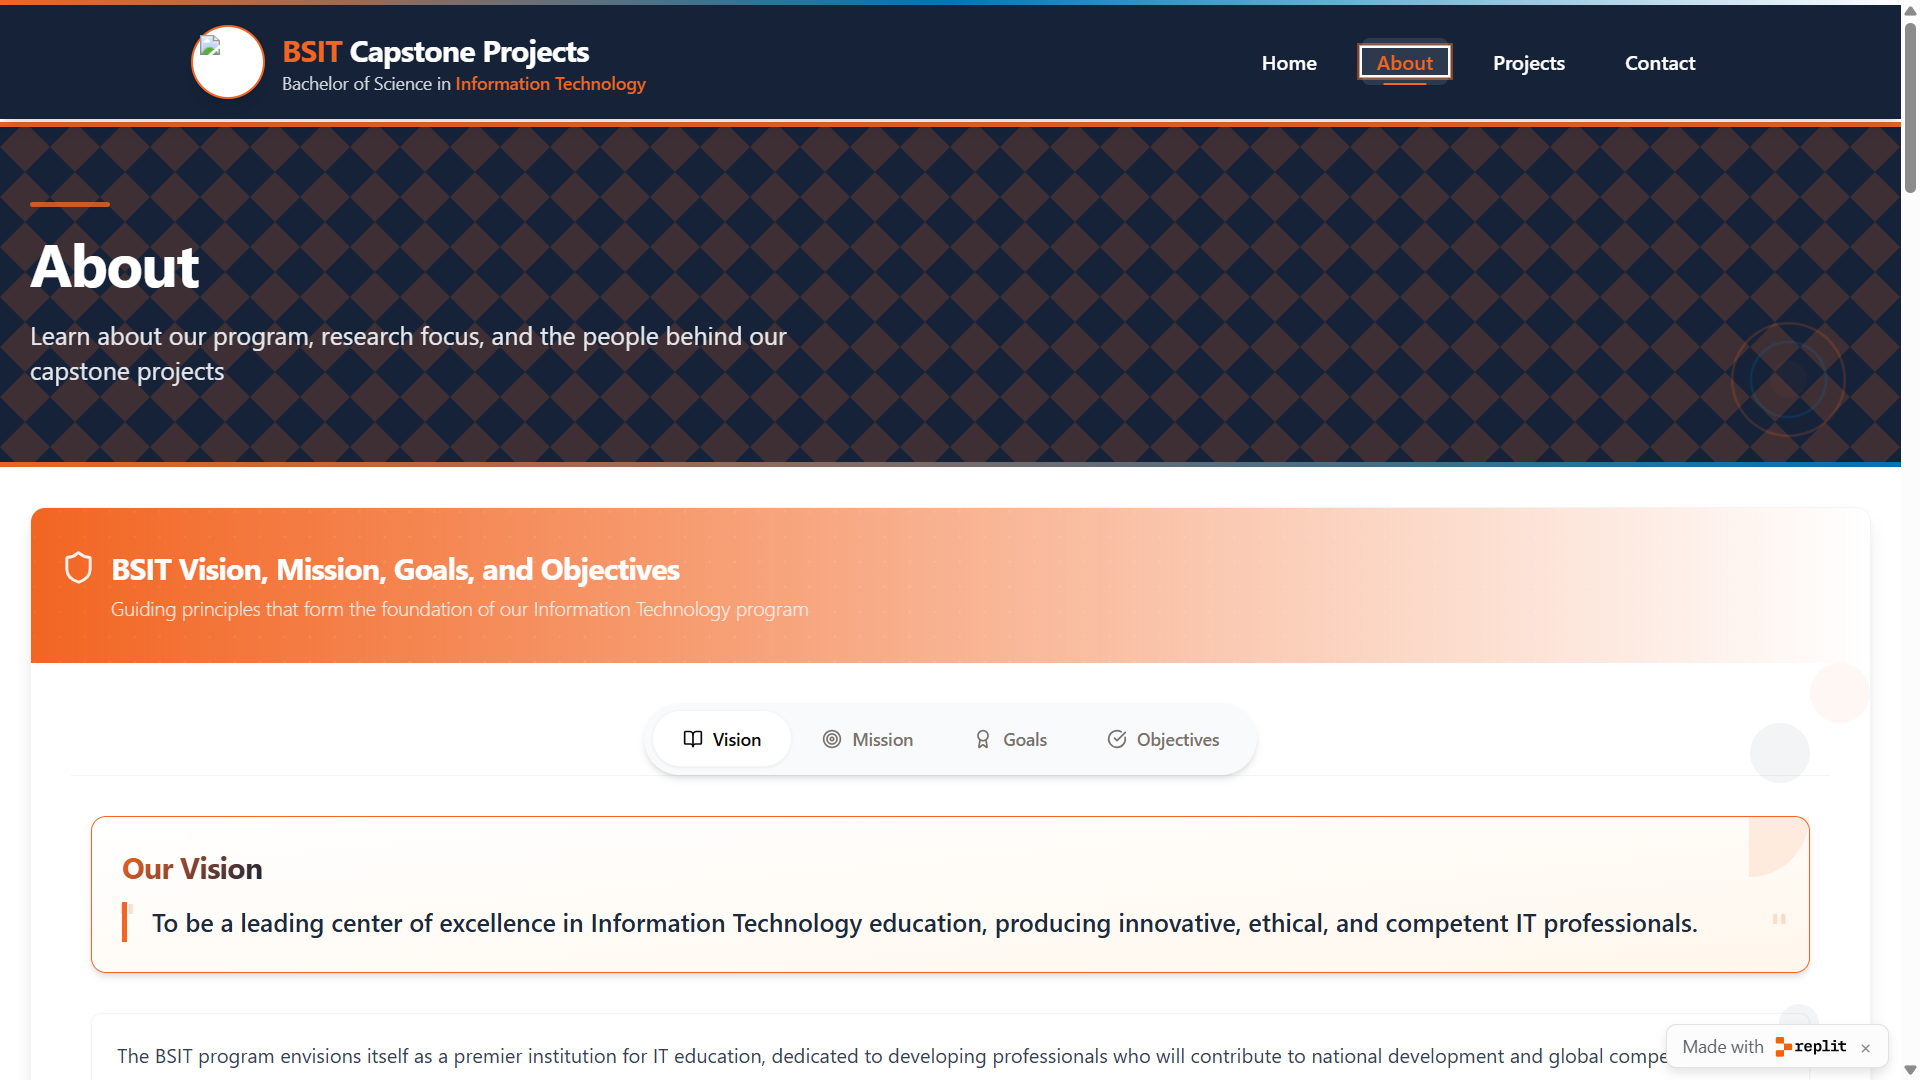 BSIT Capstone Projects
Bachelor of Science in Information Technology
Home
About
Projects
Contact
About
Learn about our program, research focus, and the people behind our
capstone projects
BSIT Vision, Mission, Goals, and Objectives
Guiding principles that form the foundation of our Information Technology program
Vision
Mission
Goals
Objectives
Our Vision
To be a leading center of excellence in Information Technology education, producing innovative, ethical, and competent IT professionals.
"
The BSIT program envisions itself as a premier institution for IT education, dedicated to developing professionals who will contribute to national development and global compe
Made with replit ×